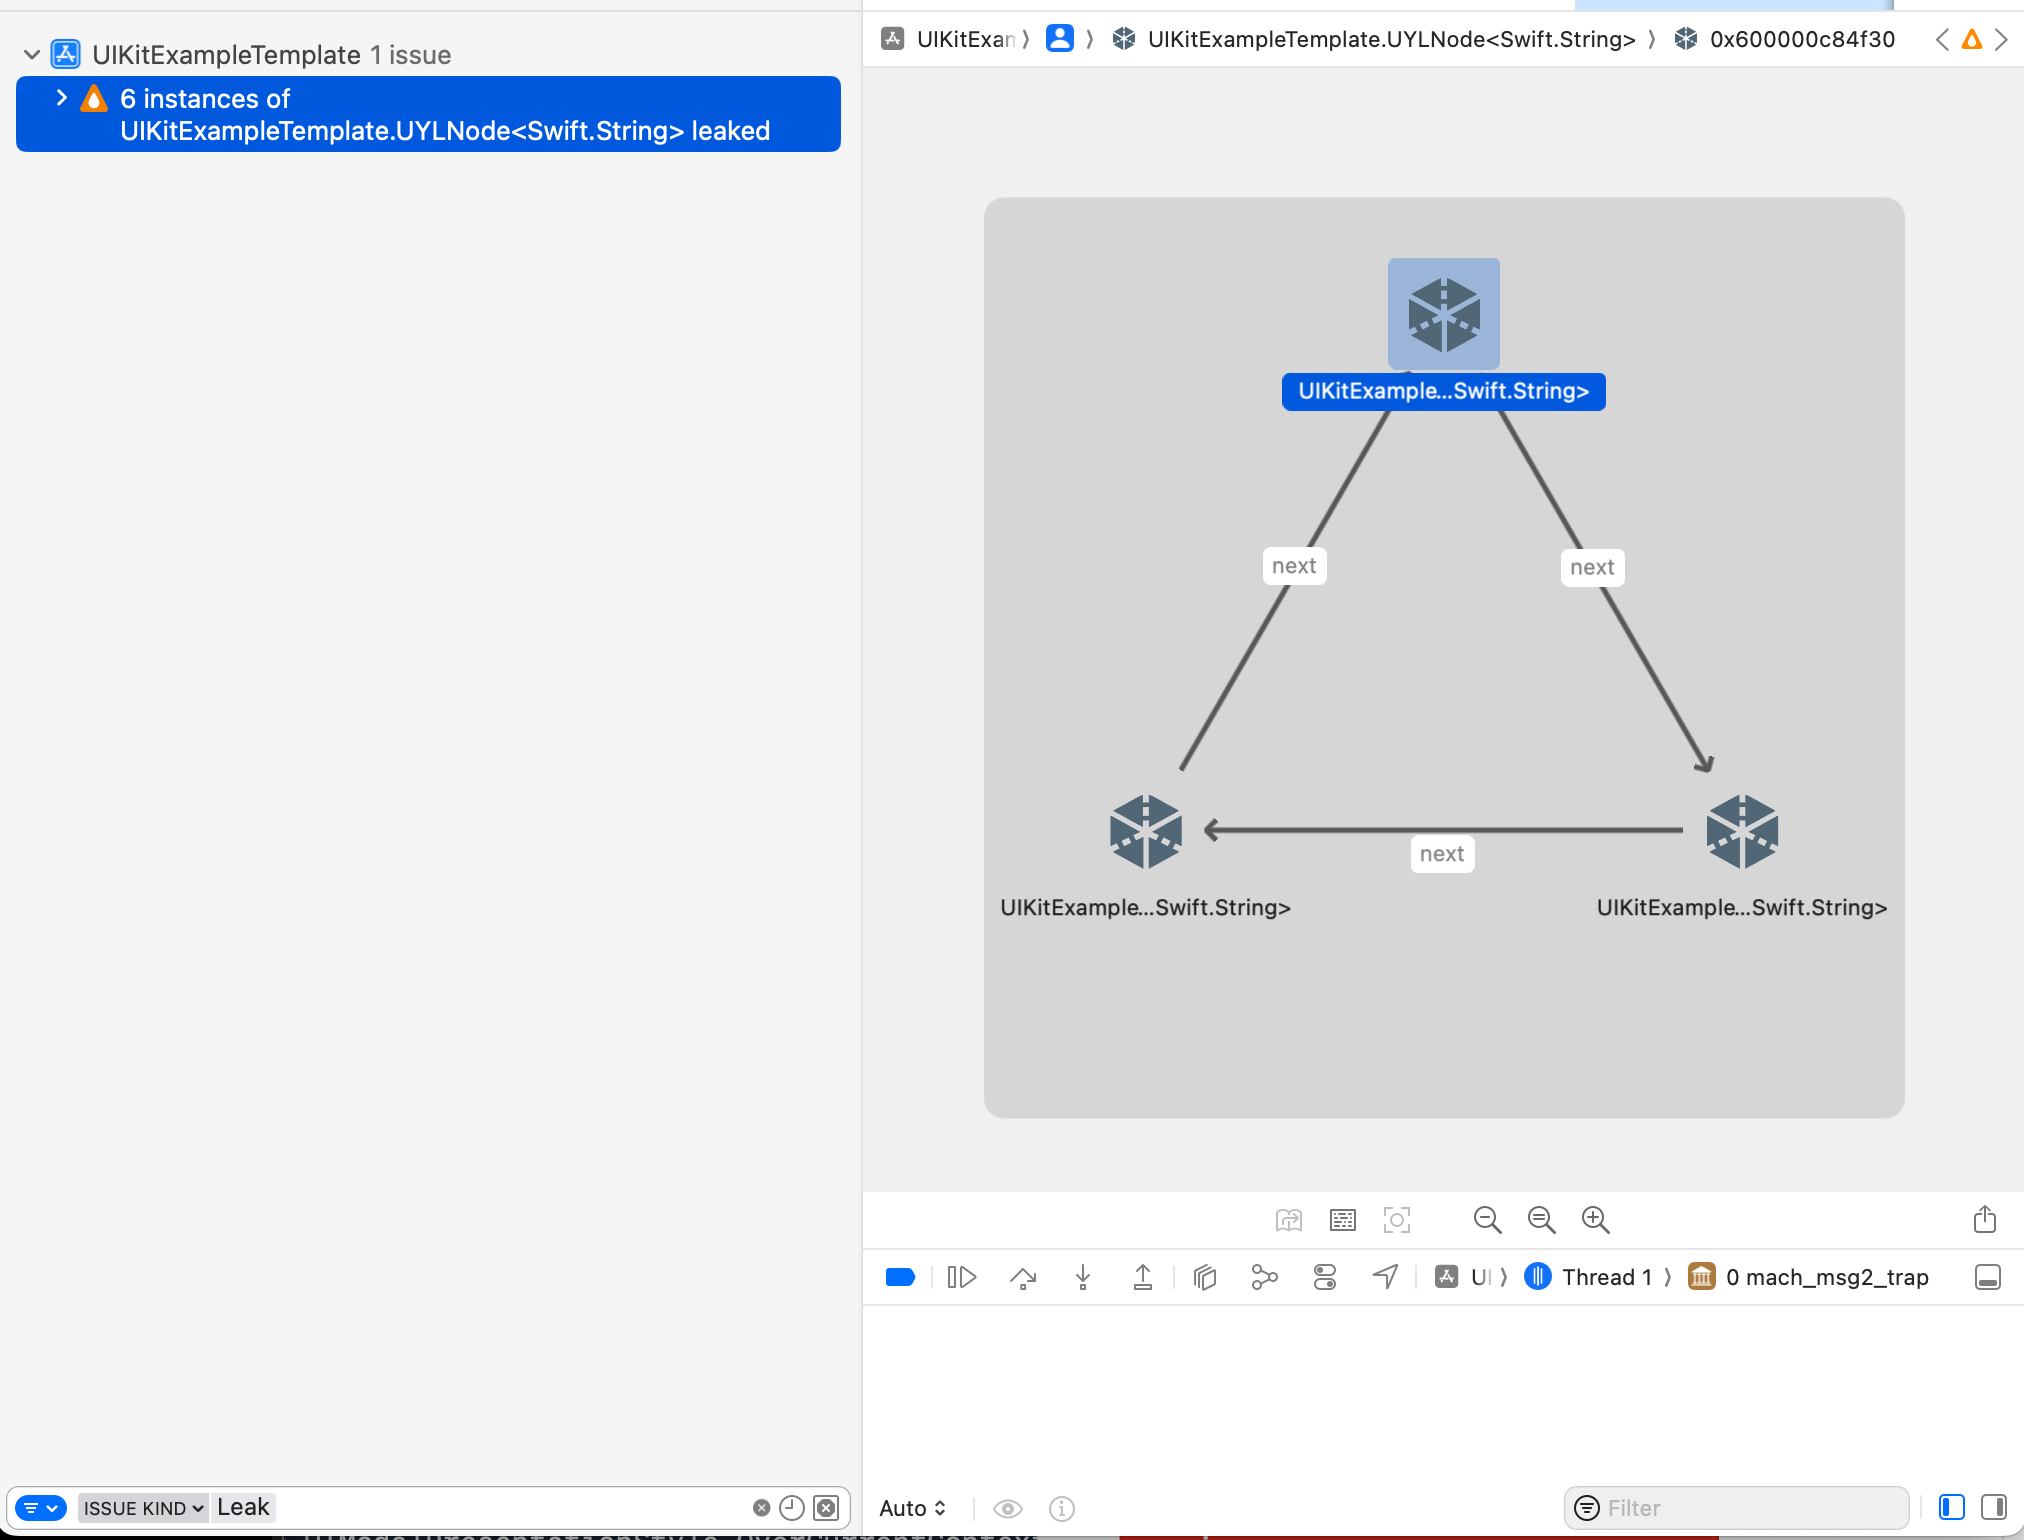 UIKitExampleTemplate 1 issue
6 instances of
UIKitExampleTemplate.UYLNode<Swift.String> leaked
UIKitExam
UIKitExampleTemplate.UYLNode<Swift.String>
0x600000c84f30
UIKitExample...Swift.String>
next
next
next
UIKitExample...Swift.String>
UIKitExample...Swift.String>
UI
Thread 1
0 mach_msg2_trap
ISSUE KIND
Leak
Auto
Filter